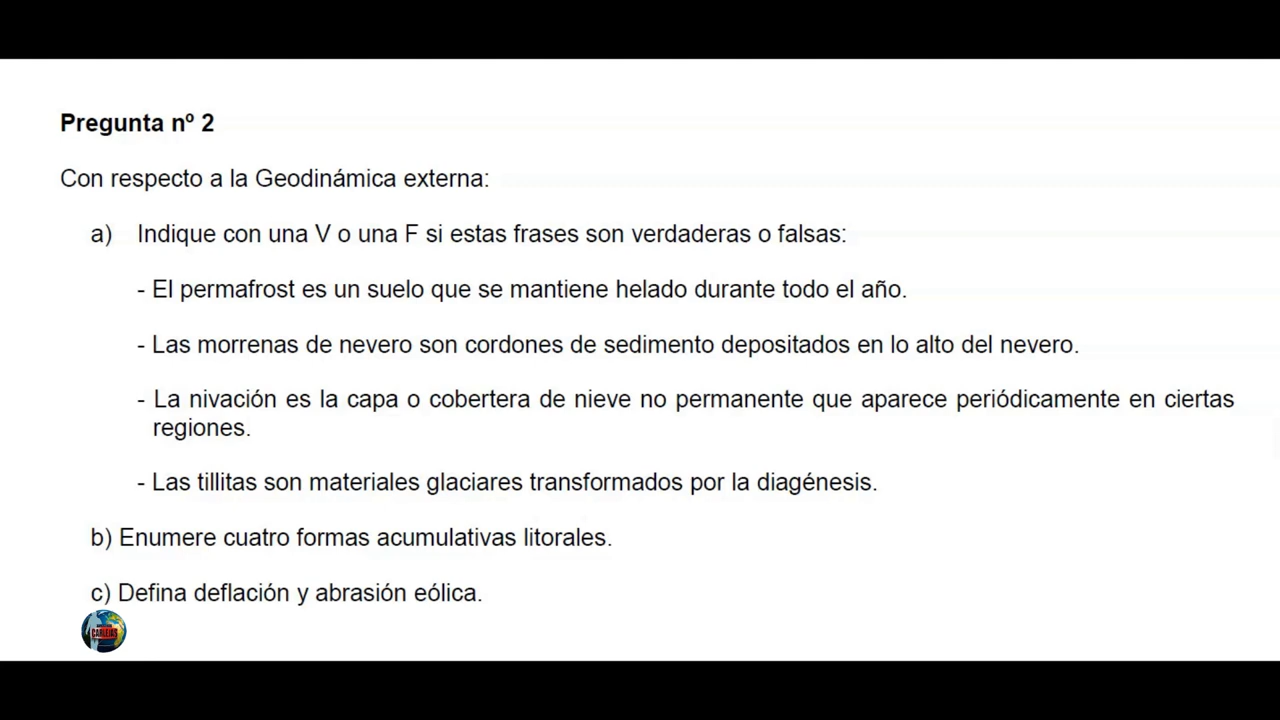 Pregunta nº 2
Con respecto a la Geodinámica externa:
a) Indique con una V o una F si estas frases son verdaderas o falsas:
- El permafrost es un suelo que se mantiene helado durante todo el año.
- Las morrenas de nevero son cordones de sedimento depositados en lo alto del nevero.
- La nivación es la capa o cobertera de nieve no permanente que aparece periódicamente en ciertas
regiones.
- Las tillitas son materiales glaciares transformados por la diagénesis.
b) Enumere cuatro formas acumulativas litorales.
c) Defina deflación y abrasión eólica.
CARLEJAS